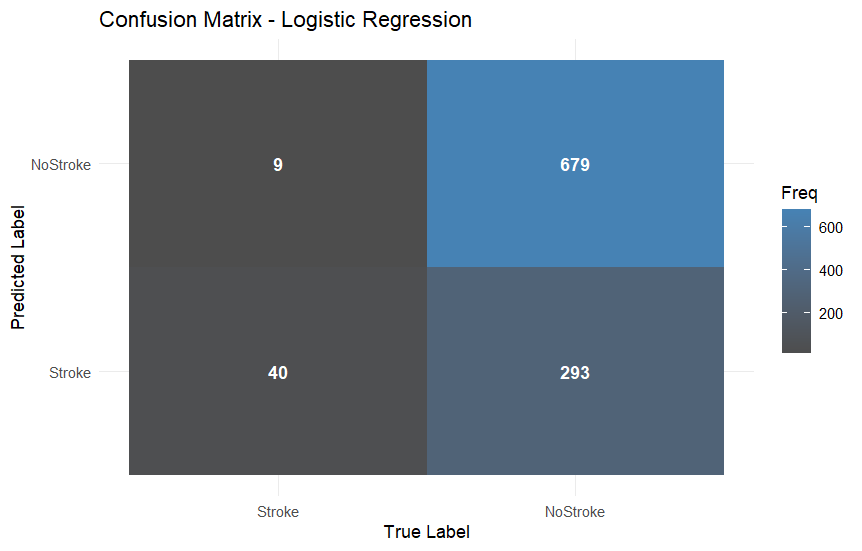 Confusion Matrix - Logistic Regression
Predicted Label
NoStroke
9
679
Stroke
40
293
Stroke
NoStroke
True Label
Freq
600
400
200